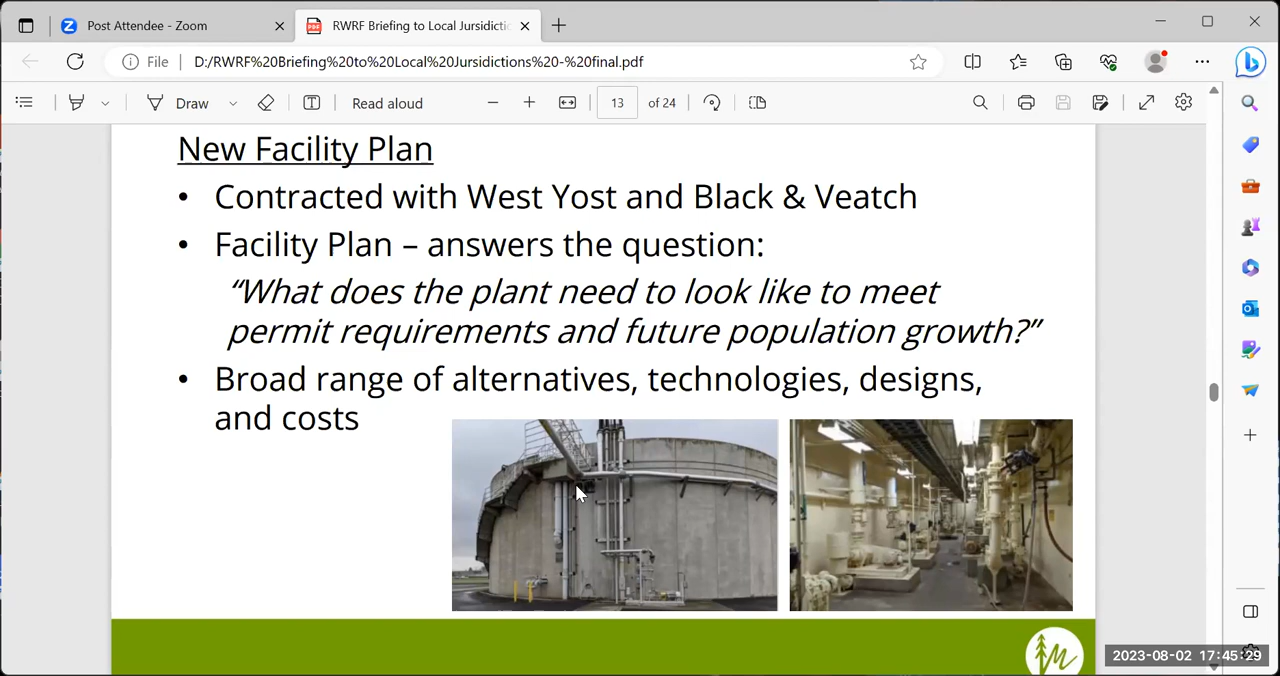 Post Attendee - Zoom
RWRF Briefing to Local Jursidictic
File
D:/RWRF%20Briefing%20to%20Local%20Jursidictions%20-%20final.pdf
Draw
Read aloud
13
of 24
New Facility Plan
• Contracted with West Yost and Black & Veatch
• Facility Plan – answers the question:
“What does the plant need to look like to meet
permit requirements and future population growth?”
• Broad range of alternatives, technologies, designs,
and costs
2023-08-02 17:45:29